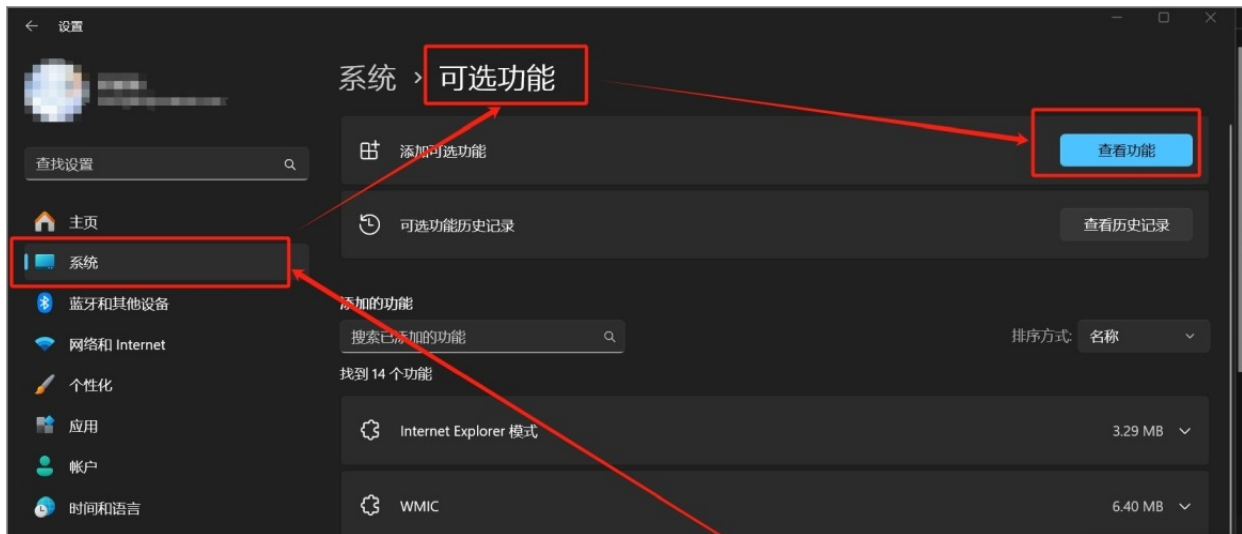 设置
系统 › 可选功能
添加可选功能
查看功能
查找设置
主页
可选功能历史记录
查看历史记录
系统
蓝牙和其他设备
添加的功能
网络和 Internet
搜索已添加的功能
排序方式: 名称
个性化
找到 14 个功能
应用
Internet Explorer 模式
3.29 MB
帐户
时间和语言
WMIC
6.40 MB